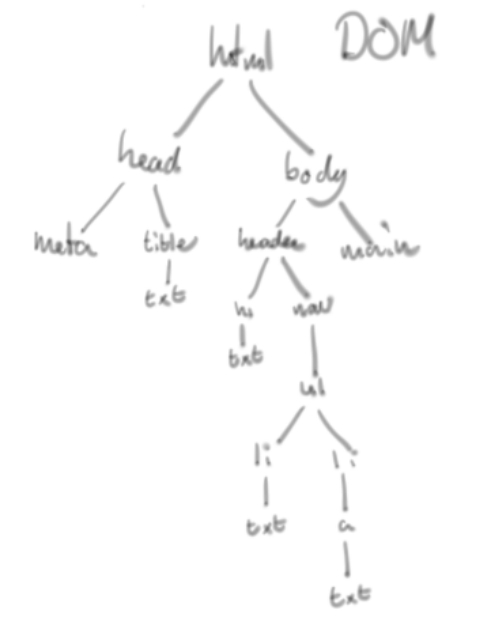 DOM
html
head body
meta title header main
txt h1 nav
txt
ul
li li
txt a
txt